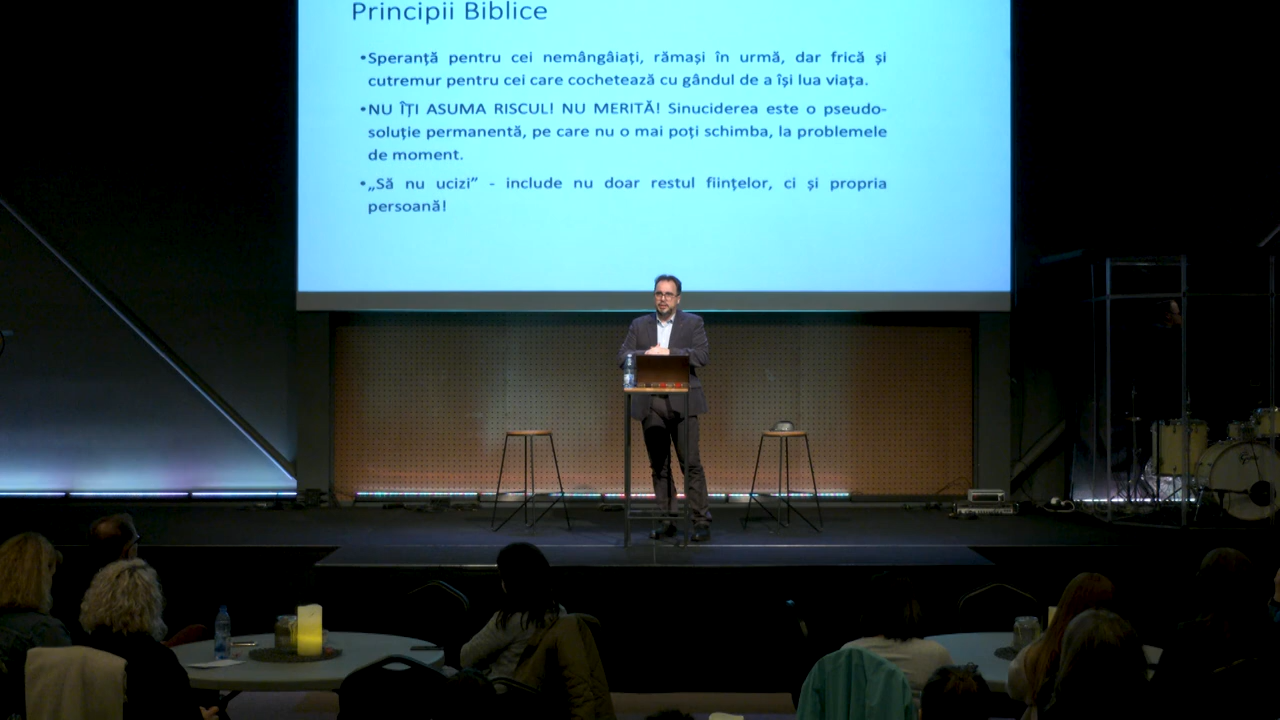 Principii Biblice
•Speranță pentru cei nemângâiați, rămași în urmă, dar frică și
cutremur pentru cei care cochetează cu gândul de a își lua viața.
•NU ÎȚI ASUMA RISCUL! NU MERITĂ! Sinuciderea este o pseudo-
soluție permanentă, pe care nu o mai poți schimba, la problemele
de moment.
•„Să nu ucizi” - include nu doar restul ființelor, ci și propria
persoană!